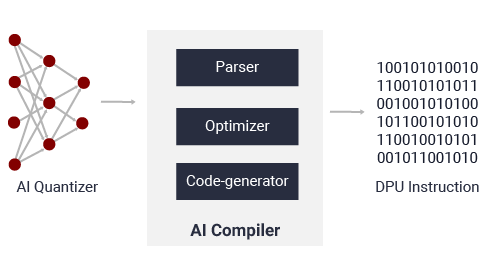 Parser
Optimizer
Code-generator
AI Compiler
AI Quantizer
100101010010
110010101011
001001010100
101100101010
110010010101
001011001010
DPU Instruction